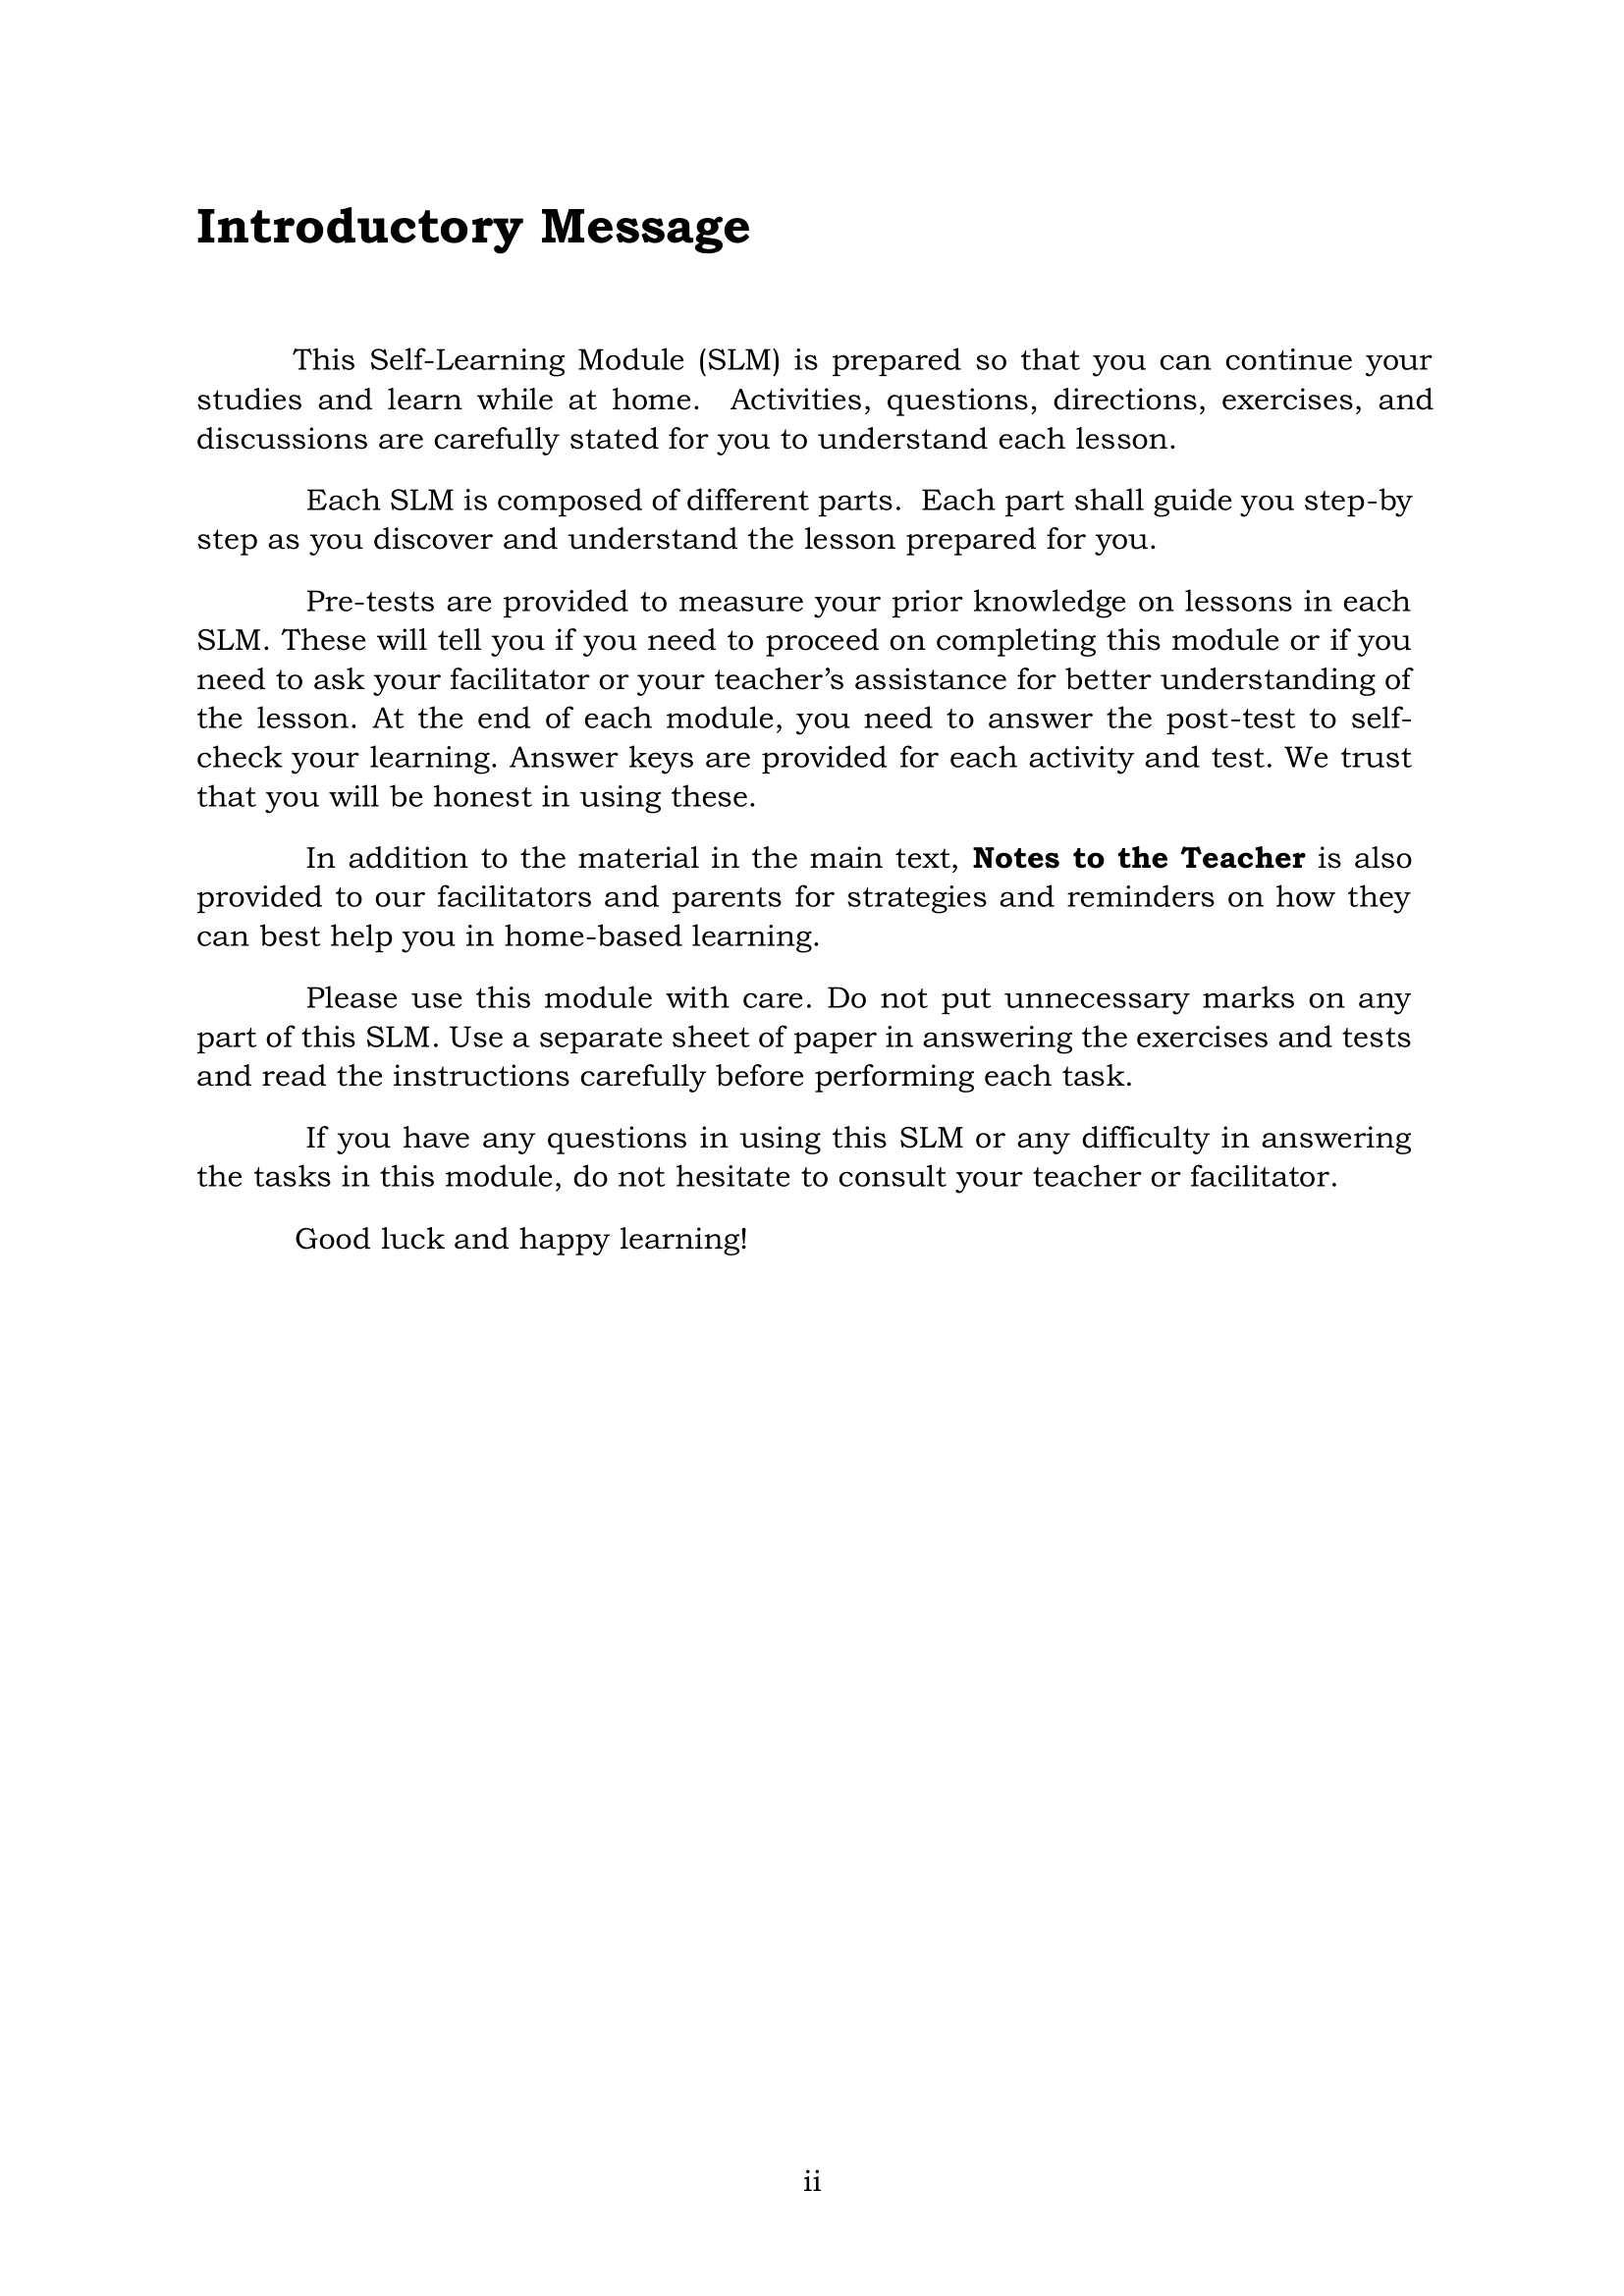 Introductory Message
This Self-Learning Module (SLM) is prepared so that you can continue your
studies and learn while at home.  Activities, questions, directions, exercises, and
discussions are carefully stated for you to understand each lesson.
Each SLM is composed of different parts.  Each part shall guide you step-by
step as you discover and understand the lesson prepared for you.
Pre-tests are provided to measure your prior knowledge on lessons in each
SLM. These will tell you if you need to proceed on completing this module or if you
need to ask your facilitator or your teacher’s assistance for better understanding of
the lesson. At the end of each module, you need to answer the post-test to self-
check your learning. Answer keys are provided for each activity and test. We trust
that you will be honest in using these.
In addition to the material in the main text, Notes to the Teacher is also
provided to our facilitators and parents for strategies and reminders on how they
can best help you in home-based learning.
Please use this module with care. Do not put unnecessary marks on any
part of this SLM. Use a separate sheet of paper in answering the exercises and tests
and read the instructions carefully before performing each task.
If you have any questions in using this SLM or any difficulty in answering
the tasks in this module, do not hesitate to consult your teacher or facilitator.
Good luck and happy learning!
ii